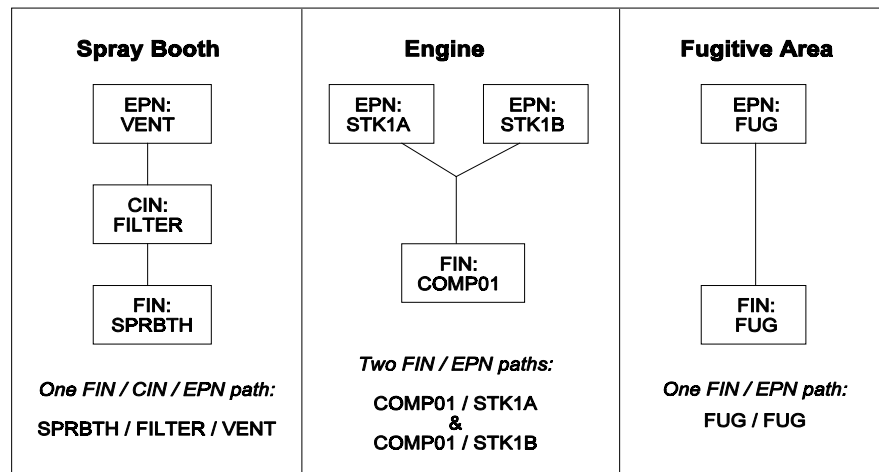 Spray Booth
EPN:
VENT
CIN:
FILTER
FIN:
SPRBTH
One FIN / CIN / EPN path:
SPRBTH / FILTER / VENT
Engine
EPN:
STK1A
EPN:
STK1B
FIN:
COMP01
Two FIN / EPN paths:
COMP01 / STK1A
&
COMP01 / STK1B
Fugitive Area
EPN:
FUG
FIN:
FUG
One FIN / EPN path:
FUG / FUG